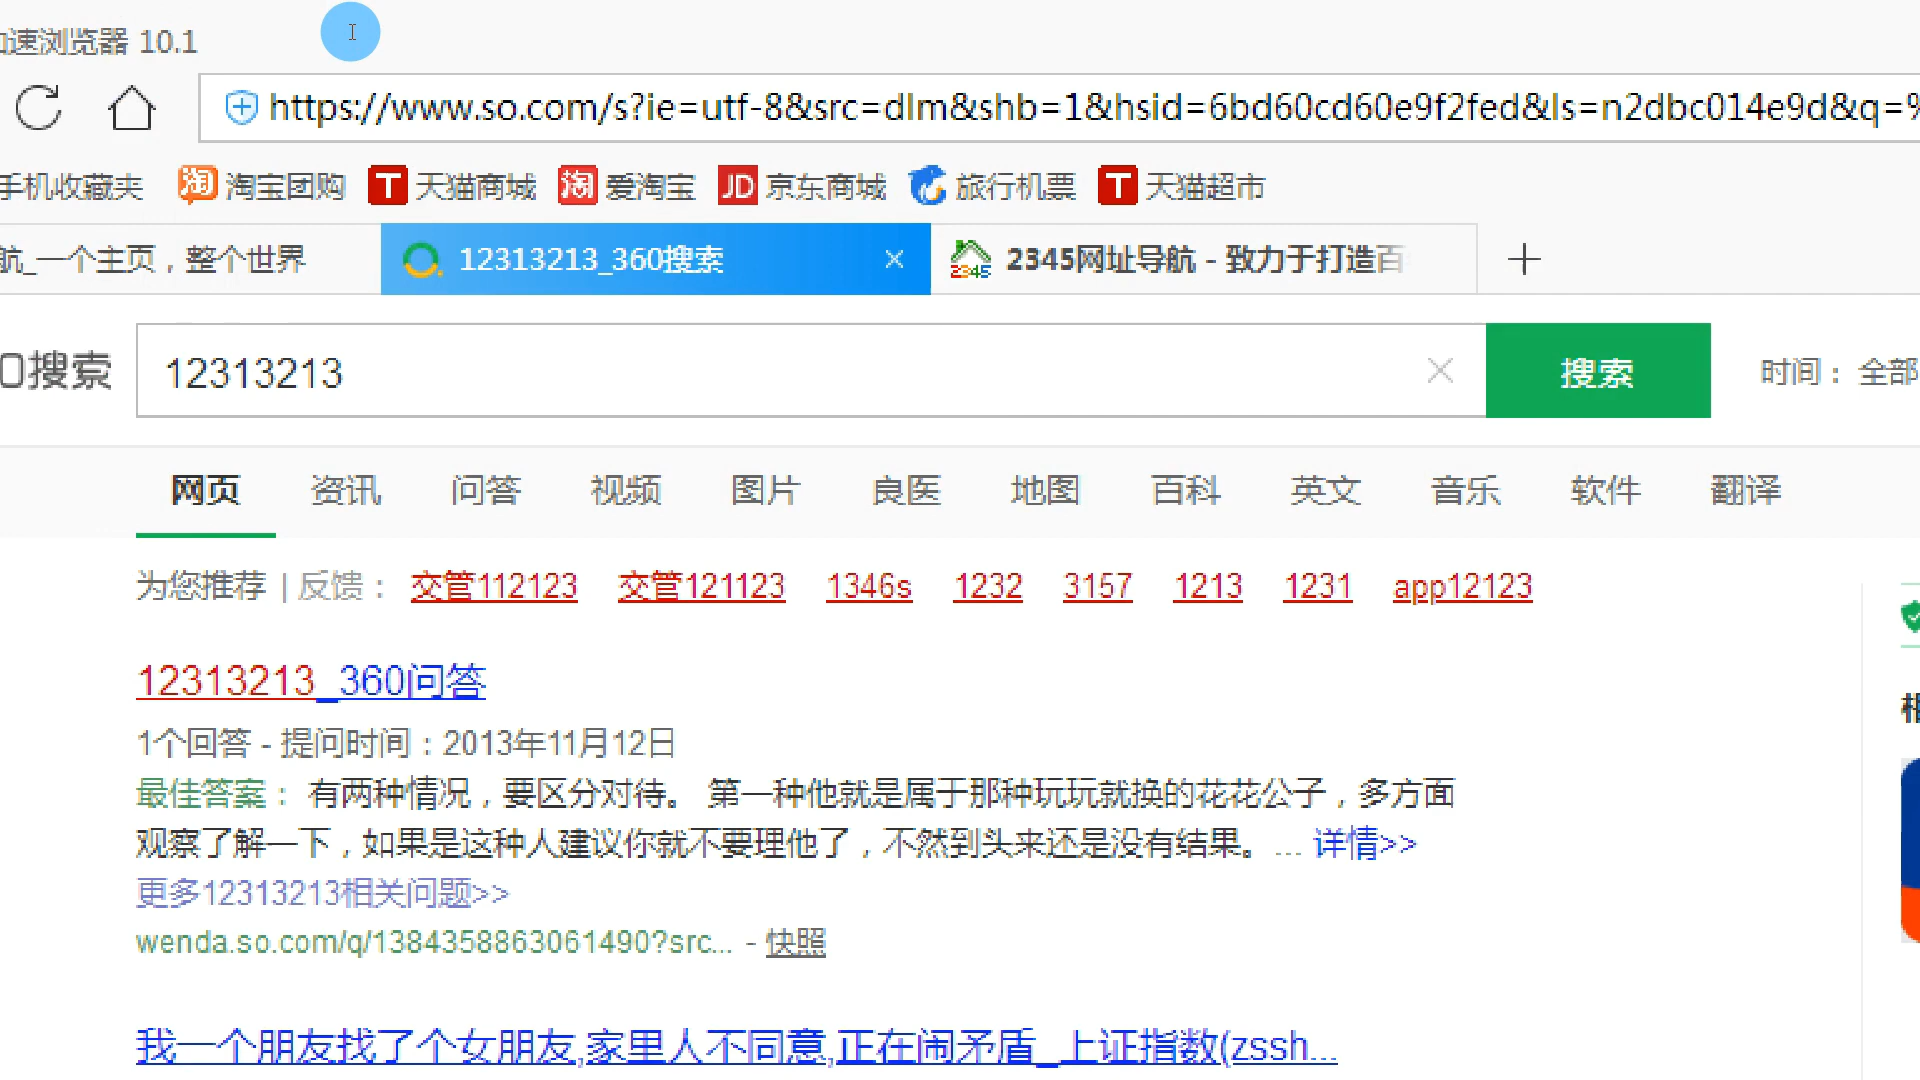 速浏览器 10.1
https://www.so.com/s?ie=utf-8&src=dlm&shb=1&hsid=6bd60cd60e9f2fed&ls=n2dbc014e9d&q=%
手机收藏夹 淘 淘宝团购 T 天猫商城 淘 爱淘宝 JD 京东商城 旅行机票 T 天猫超市
航_一个主页，整个世界 12313213_360搜索 2345 2345网址导航 - 致力于打造百
搜索 12313213 搜索 时间： 全部
网页 资讯 问答 视频 图片 良医 地图 百科 英文 音乐 软件 翻译
为您推荐 | 反馈： 交管112123 交管121123 1346s 1232 3157 1213 1231 app12123
12313213_360问答
1个回答 - 提问时间：2013年11月12日
最佳答案： 有两种情况，要区分对待。 第一种他就是属于那种玩玩就换的花花公子，多方面
观察了解一下，如果是这种人建议你就不要理他了，不然到头来还是没有结果。... 详情>>
更多12313213相关问题>>
wenda.so.com/q/1384358863061490?src... - 快照
我一个朋友找了个女朋友,家里人不同意,正在闹矛盾_上证指数(zssh...